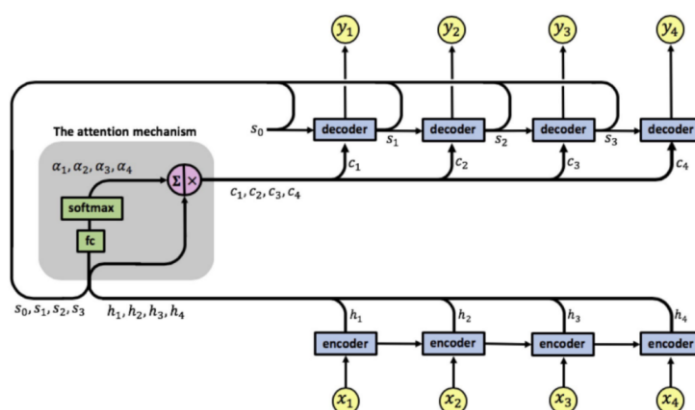 y₁ y₂ y₃ y₄
The attention mechanism
s₀ decoder s₁ decoder s₂ decoder s₃ decoder
α₁, α₂, α₃, α₄
Σ ×
c₁ c₂ c₃ c₄
c₁, c₂, c₃, c₄
softmax
fc
s₀, s₁, s₂, s₃ h₁, h₂, h₃, h₄
h₁ h₂ h₃ h₄
encoder encoder encoder encoder
x₁ x₂ x₃ x₄